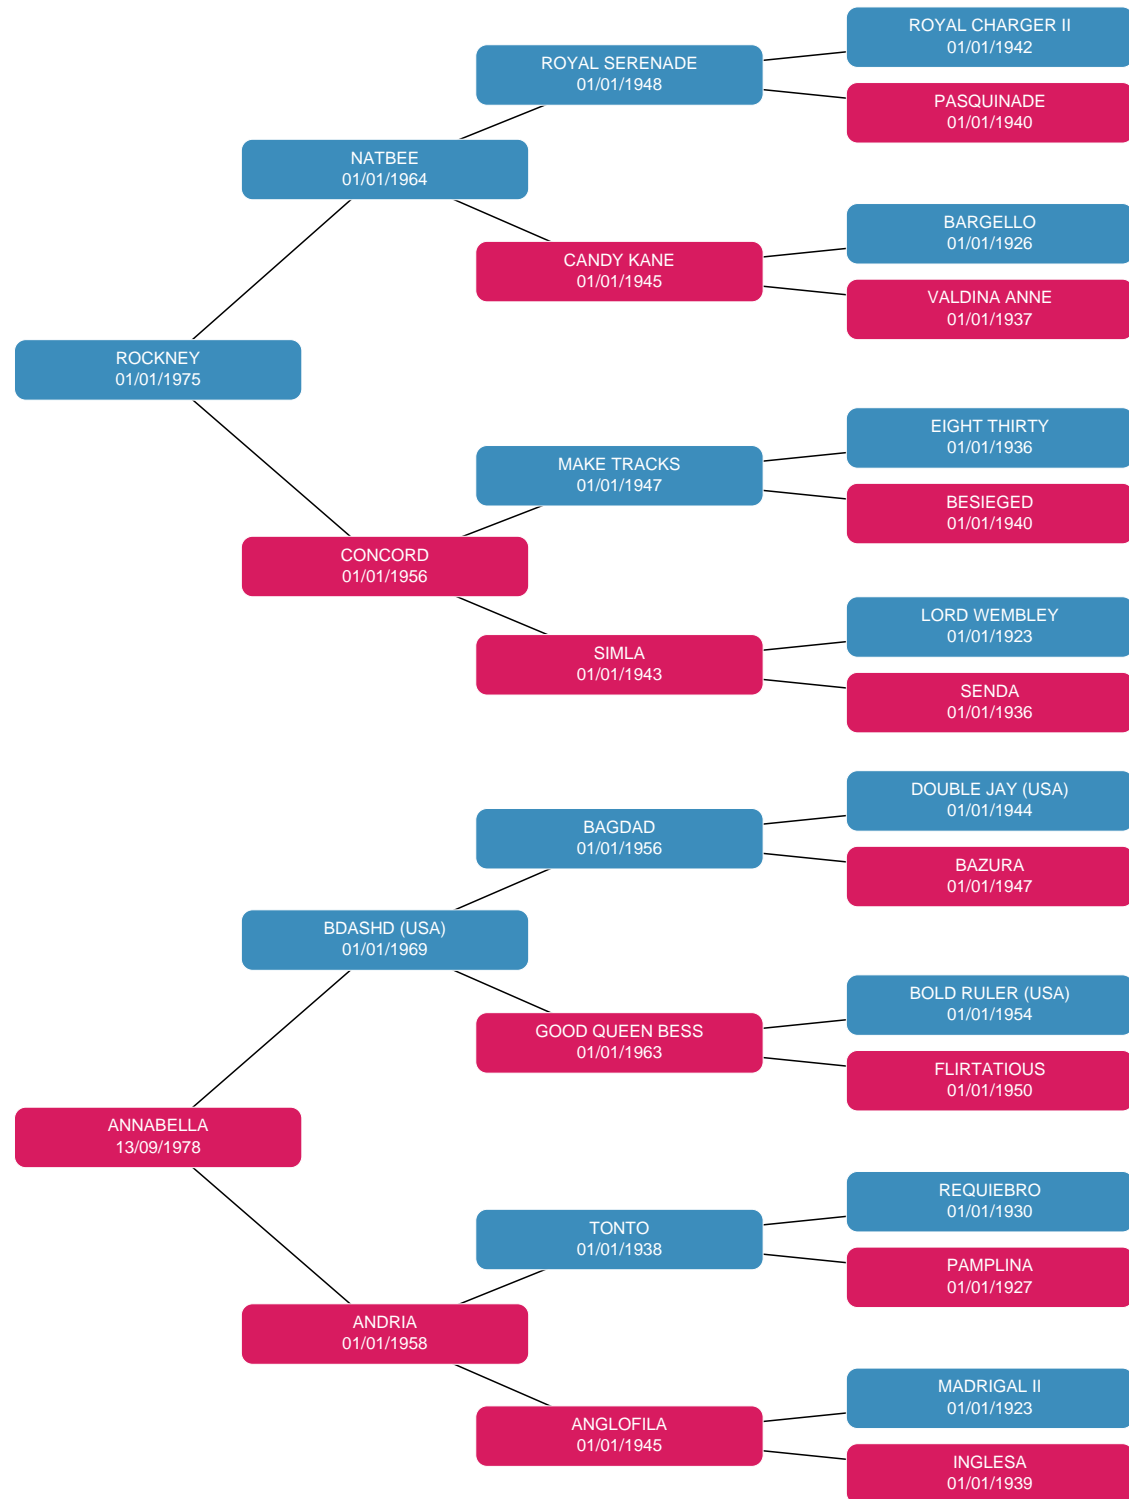 ROYAL CHARGER II
01/01/1942
ROYAL SERENADE
01/01/1948
PASQUINADE
01/01/1940
NATBEE
01/01/1964
BARGELLO
01/01/1926
CANDY KANE
01/01/1945
VALDINA ANNE
01/01/1937
ROCKNEY
01/01/1975
EIGHT THIRTY
01/01/1936
MAKE TRACKS
01/01/1947
BESIEGED
01/01/1940
CONCORD
01/01/1956
LORD WEMBLEY
01/01/1923
SIMLA
01/01/1943
SENDA
01/01/1936
DOUBLE JAY (USA)
01/01/1944
BAGDAD
01/01/1956
BAZURA
01/01/1947
BDASHD (USA)
01/01/1969
BOLD RULER (USA)
01/01/1954
GOOD QUEEN BESS
01/01/1963
FLIRTATIOUS
01/01/1950
ANNABELLA
13/09/1978
REQUIEBRO
01/01/1930
TONTO
01/01/1938
PAMPLINA
01/01/1927
ANDRIA
01/01/1958
MADRIGAL II
01/01/1923
ANGLOFILA
01/01/1945
INGLESA
01/01/1939